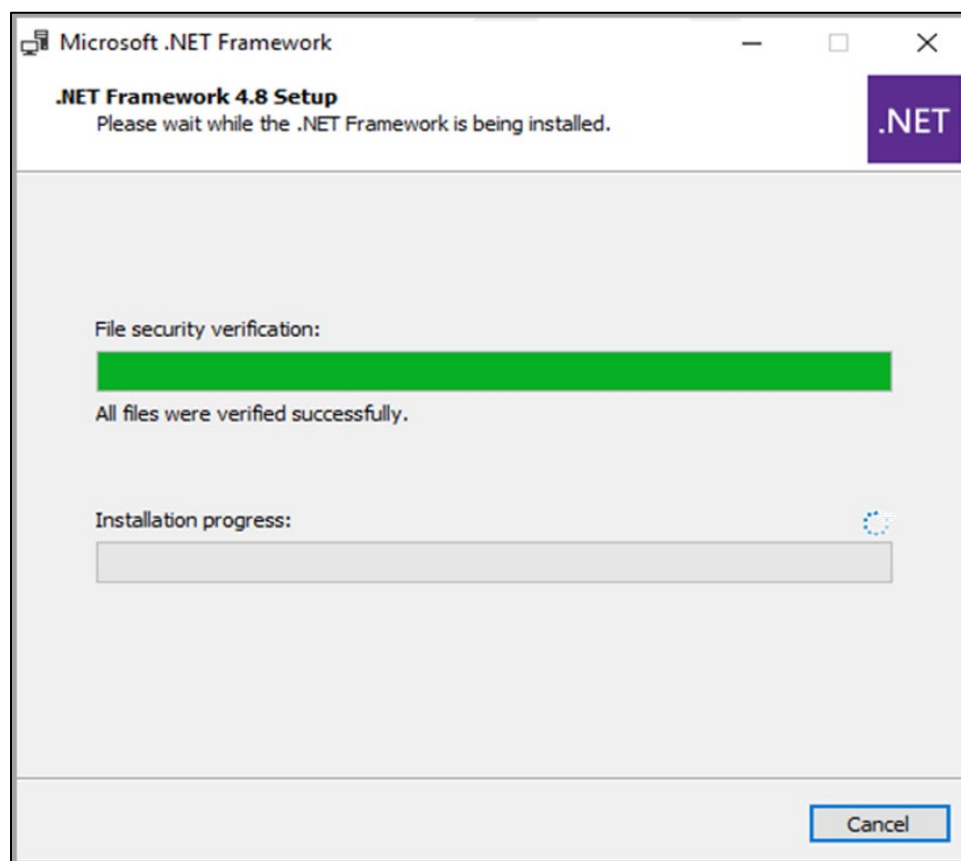 Microsoft .NET Framework
.NET Framework 4.8 Setup
Please wait while the .NET Framework is being installed.
.NET
File security verification:
All files were verified successfully.
Installation progress:
Cancel